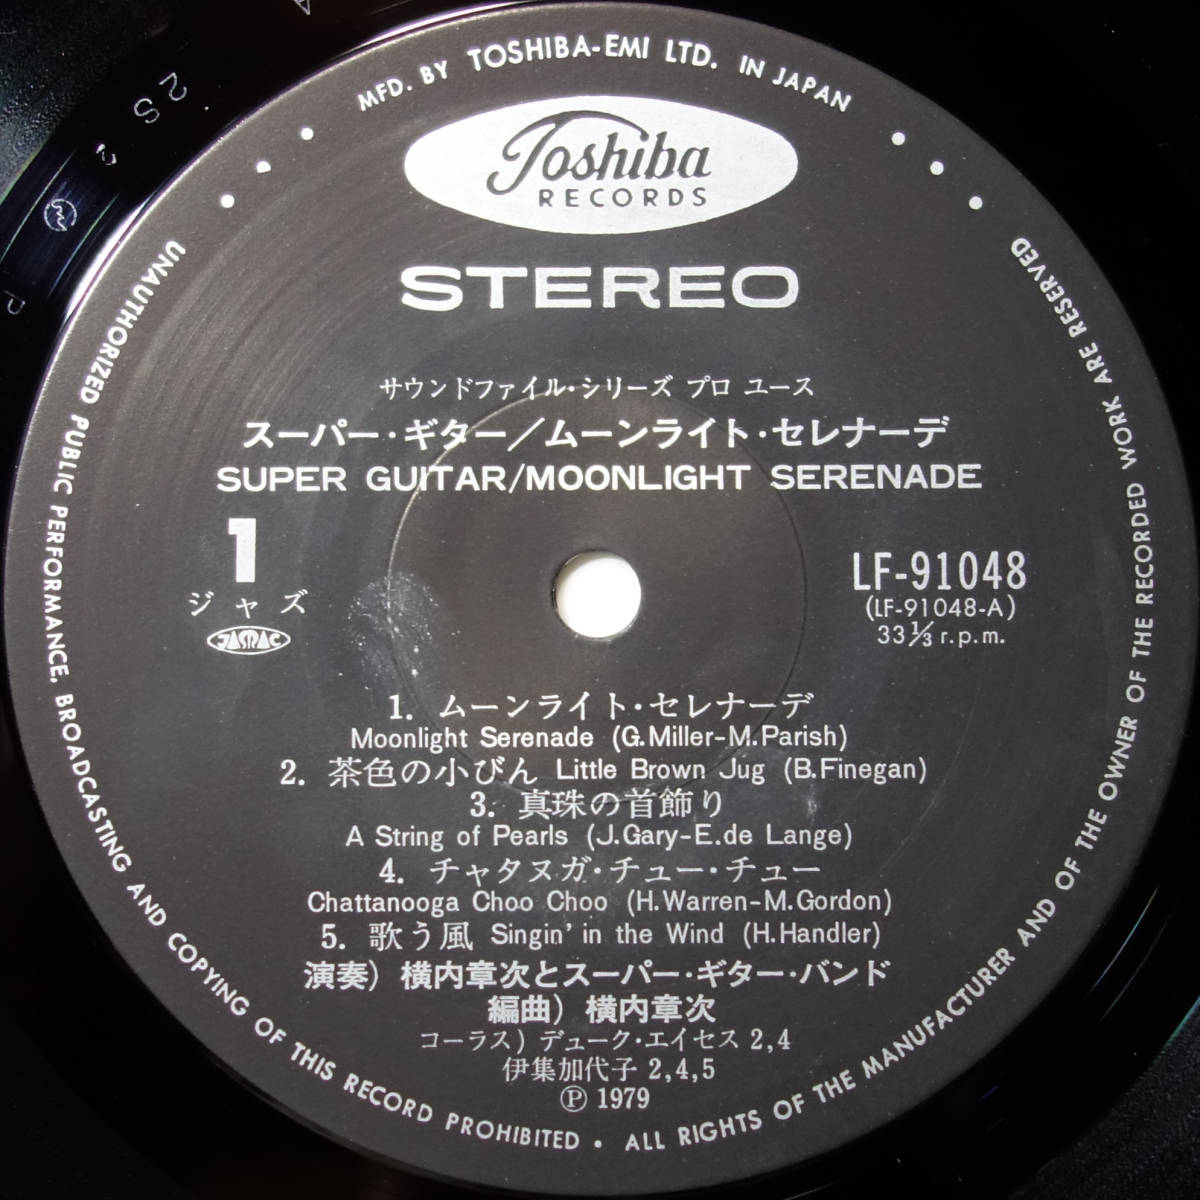 MFD. BY TOSHIBA-EMI LTD. IN JAPAN
Toshiba
RECORDS
STEREO
サウンドファイル・シリーズ プロ ユース
スーパー・ギター/ムーンライト・セレナーデ
SUPER GUITAR/MOONLIGHT SERENADE
1
ジャズ
JASRAC
LF-91048
(LF-91048-A)
33 1/3 r.p.m.
1. ムーンライト・セレナーデ
Moonlight Serenade (G.Miller-M.Parish)
2. 茶色の小びん Little Brown Jug (B.Finegan)
3. 真珠の首飾り
A String of Pearls (J.Gary-E.de Lange)
4. チャタヌガ・チュー・チュー
Chattanooga Choo Choo (H.Warren-M.Gordon)
5. 歌う風 Singin' in the Wind (H.Handler)
演奏) 横内章次とスーパー・ギター・バンド
編曲) 横内章次
コーラス) デューク・エイセス 2,4
伊集加代子 2,4,5
Ⓟ 1979
UNAUTHORIZED PUBLIC PERFORMANCE, BROADCASTING AND COPYING OF THIS RECORD PROHIBITED • ALL RIGHTS OF THE MANUFACTURER AND OF THE OWNER OF THE RECORDED WORK ARE RESERVED
2S 2